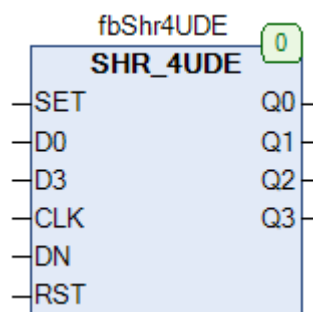 fbShr4UDE
0
SHR_4UDE
SET Q0
D0 Q1
D3 Q2
CLK Q3
DN
RST